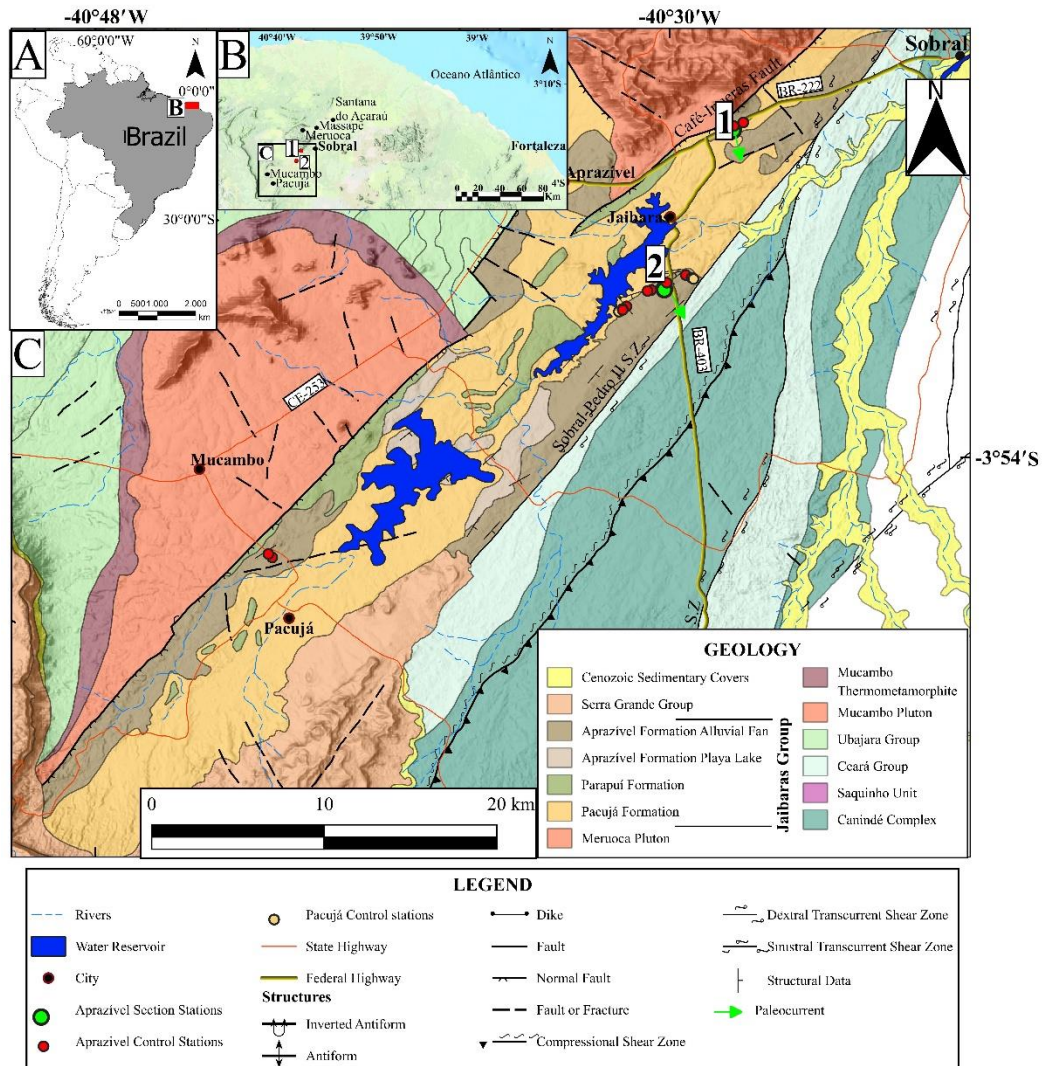 -40°48'
-40°30'
A
60°0'0"W
N
0°0'0"
B
Brazil
30°0'0"S
0 500 1.000 2.000
km
B
40°40'W
39°50'W
39°W
N
3°10'S
Oceano Atlântico
Santana
do Açaraú
Massapê
Meruoca
Sobral
C
1
2
Mucambo
Pacujá
Fortaleza
4°S
0 20 40 60 80
Km
C
Sobral
N
Café-Inveras Fault
BR-222
1
Aprazível
Jaibaras
2
BR-403
Sobral-Pedro II S.Z.
CE-253
Mucambo
-3°54'S
Pacujá
S.Z.
0 10 20 km
GEOLOGY
Cenozoic Sedimentary Covers
Serra Grande Group
Aprazível Formation Alluvial Fan
Aprazível Formation Playa Lake
Parapuí Formation
Pacujá Formation
Meruoca Pluton
Jaibaras Group
Mucambo
Thermometamorphite
Mucambo Pluton
Ubajara Group
Ceará Group
Saquinho Unit
Canindé Complex
LEGEND
Rivers
Water Reservoir
City
Aprazível Section Stations
Aprazivel Control Stations
Pacujá Control stations
State Highway
Federal Highway
Structures
Inverted Antiform
Antiform
Dike
Fault
Normal Fault
Fault or Fracture
Compressional Shear Zone
Dextral Transcurrent Shear Zone
Sinistral Transcurrent Shear Zone
Structural Data
Paleocurrent